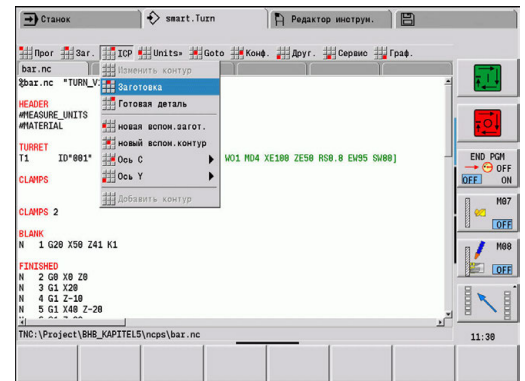 Станок
smart.Turn
Редактор инструм.
Прог Заг. ICP Units» Goto Конф. Друг. Сервис Граф.
bar.nc
Изменить контур
Заготовка
Готовая деталь
новая вспом.загот.
новый вспом.контур
Ось C
Ось Y
Добавить контур
%bar.nc "TURN_V
HEADER
#MEASURE_UNITS
#MATERIAL
TURRET
T1 ID"001" WO1 MD4 XE100 ZE50 RS0.8 EW95 SW80]
CLAMPS
CLAMPS 2
BLANK
N 1 G20 X50 Z41 K1
FINISHED
N 2 G0 X0 Z0
N 3 G1 X20
N 4 G1 Z-10
N 5 G1 X40 Z-20
TNC:\Project\BHB_KAPITEL5\ncps\bar.nc
END PGM
OFF
OFF ON
M07
OFF
M08
OFF
11:30